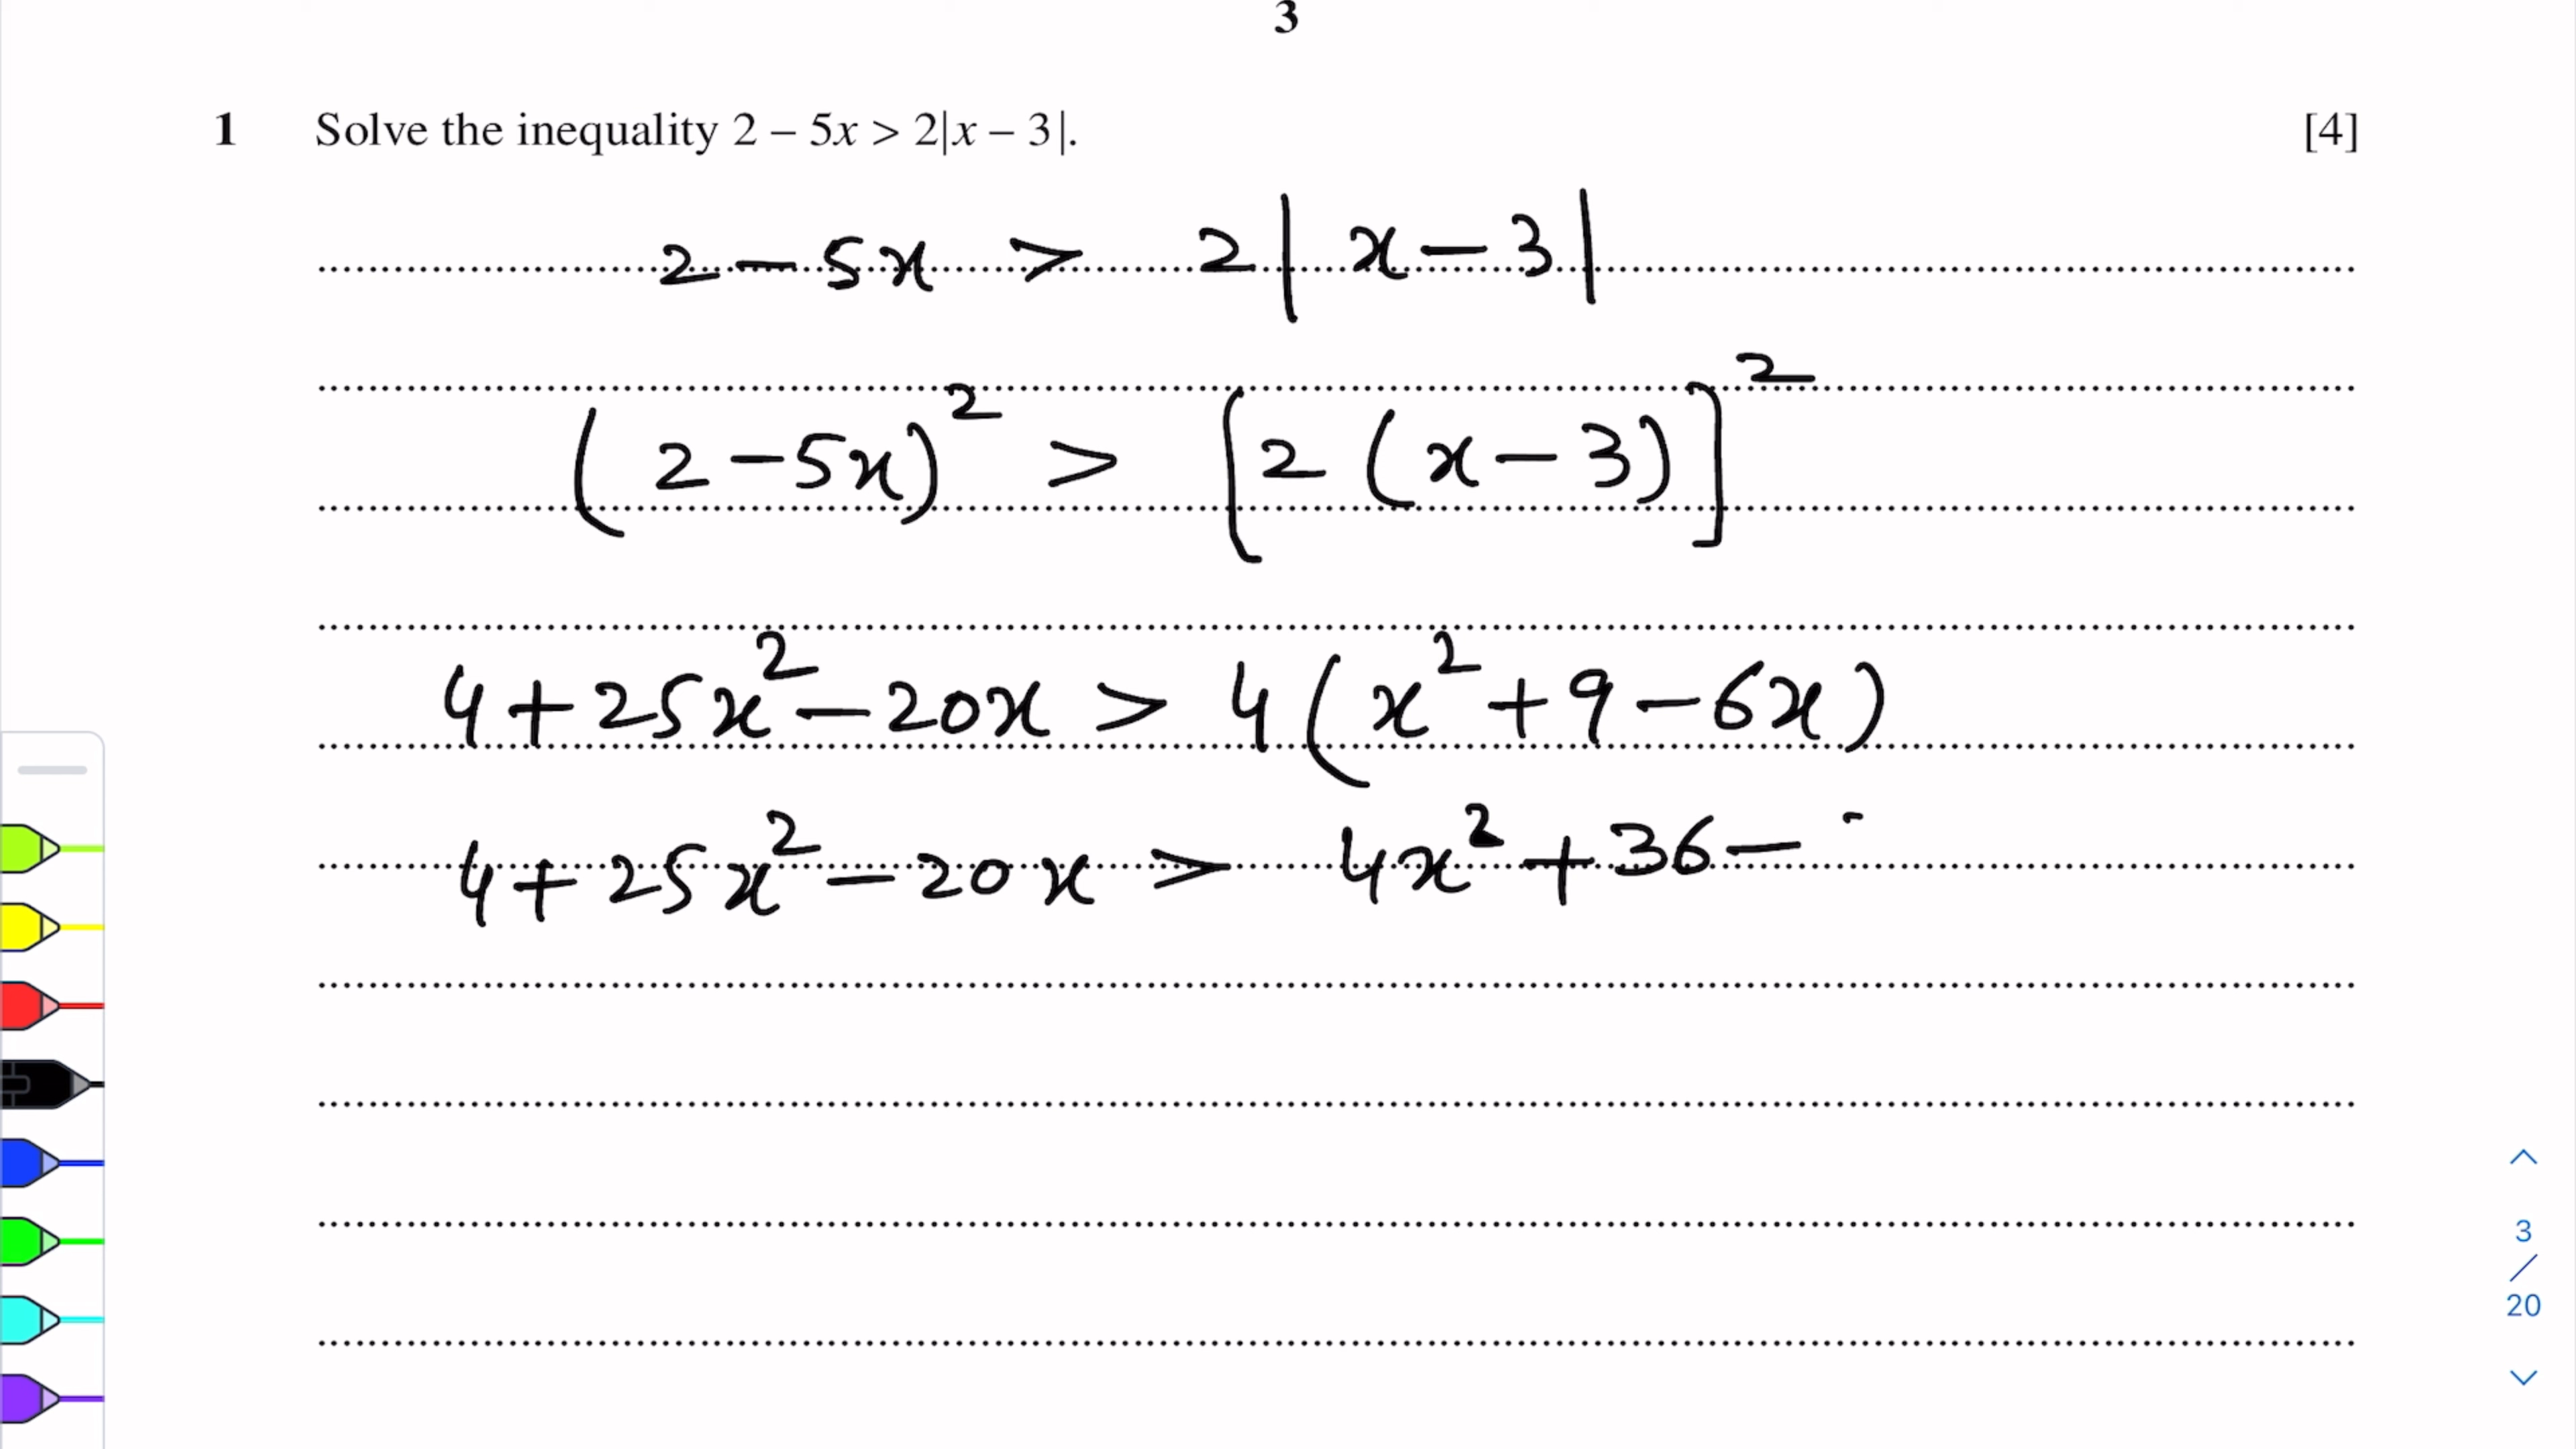 3
1 Solve the inequality 2 – 5x > 2|x – 3|. [4]
2 – 5x > 2|x – 3|
(2 – 5x)² > [2(x – 3)]²
4 + 25x² – 20x > 4(x² + 9 – 6x)
4 + 25x² – 20x > 4x² + 36 –
3
/
20